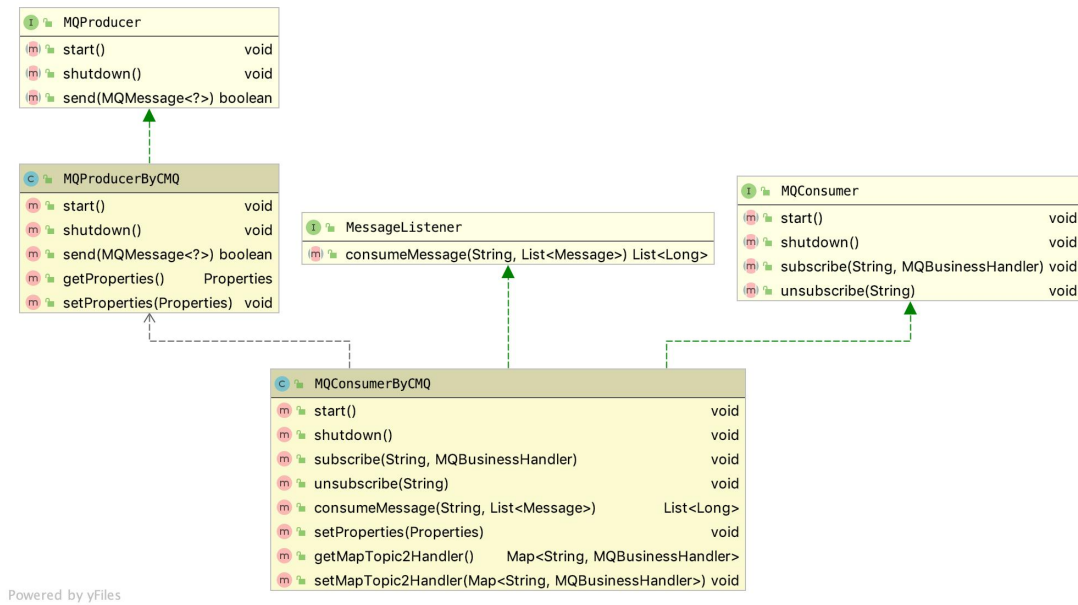 MQProducer
start() void
shutdown() void
send(MQMessage<?>) boolean
MQProducerByCMQ
start() void
shutdown() void
send(MQMessage<?>) boolean
getProperties() Properties
setProperties(Properties) void
MessageListener
consumeMessage(String, List<Message>) List<Long>
MQConsumer
start() void
shutdown() void
subscribe(String, MQBusinessHandler) void
unsubscribe(String) void
MQConsumerByCMQ
start() void
shutdown() void
subscribe(String, MQBusinessHandler) void
unsubscribe(String) void
consumeMessage(String, List<Message>) List<Long>
setProperties(Properties) void
getMapTopic2Handler() Map<String, MQBusinessHandler>
setMapTopic2Handler(Map<String, MQBusinessHandler>) void
Powered by yFiles